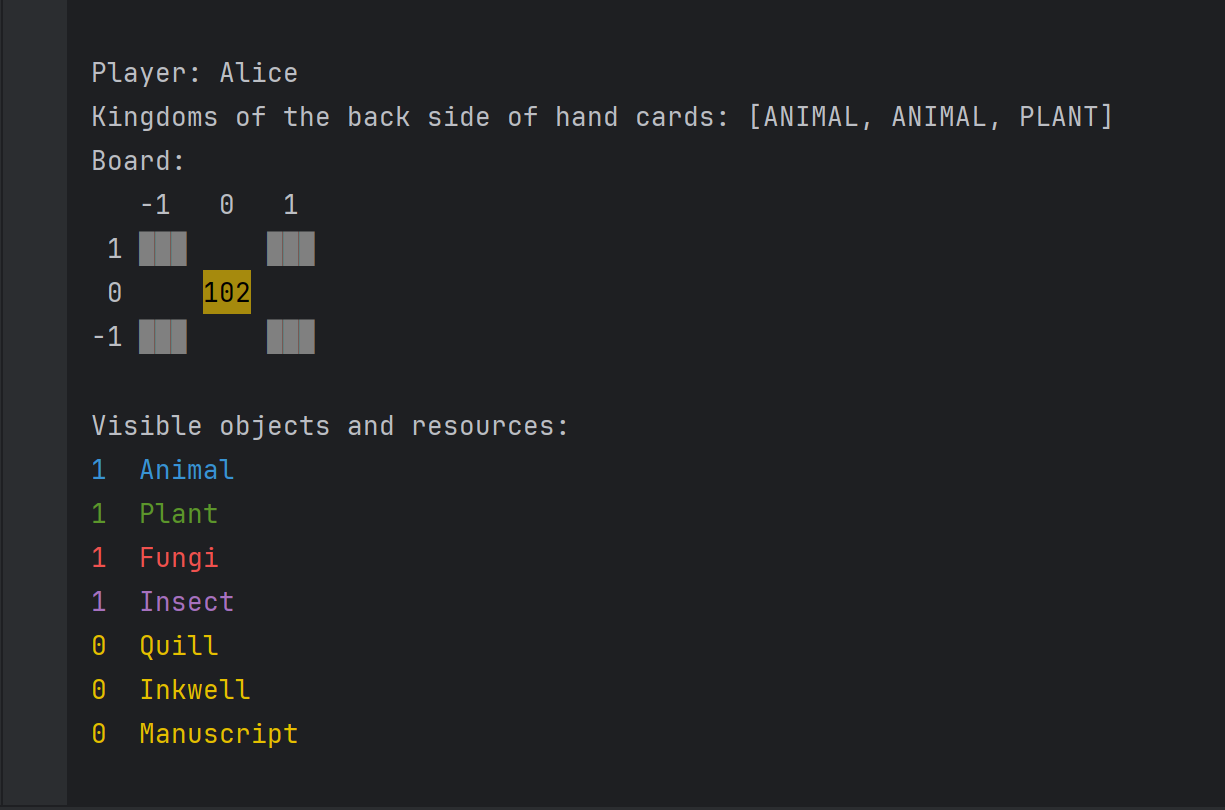 Player: Alice
Kingdoms of the back side of hand cards: [ANIMAL, ANIMAL, PLANT]
Board:
-1 0 1
1 ███ ███
0 102
-1 ███ ███
Visible objects and resources:
1 Animal
1 Plant
1 Fungi
1 Insect
0 Quill
0 Inkwell
0 Manuscript